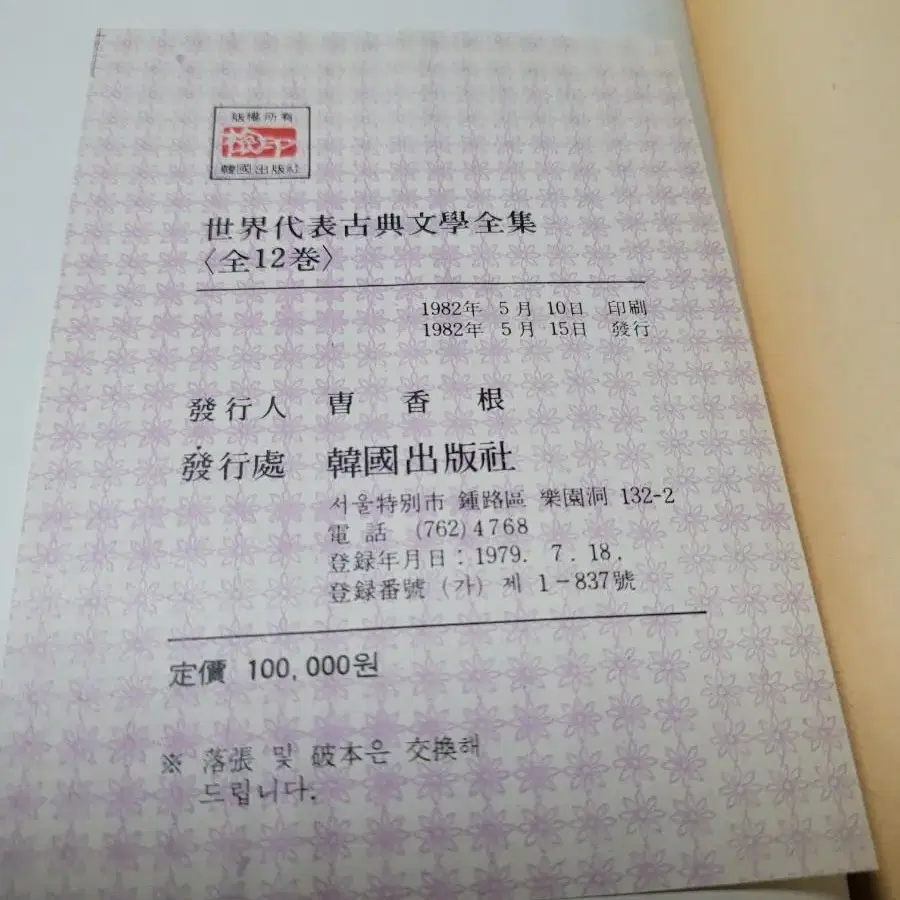 版權所有
檢印
韓國出版社
世界代表古典文學全集
〈全12巻〉
1982年 5月 10日 印刷
1982年 5月 15日 發行
發行人 曺香根
發行處 韓國出版社
서울特別市 鍾路區 樂園洞 132-2
電話 (762)4768
登録年月日：1979. 7. 18.
登録番號 (가) 제 1-837號
定價 100,000원
※ 落張 및 破本은 交換해
드립니다.